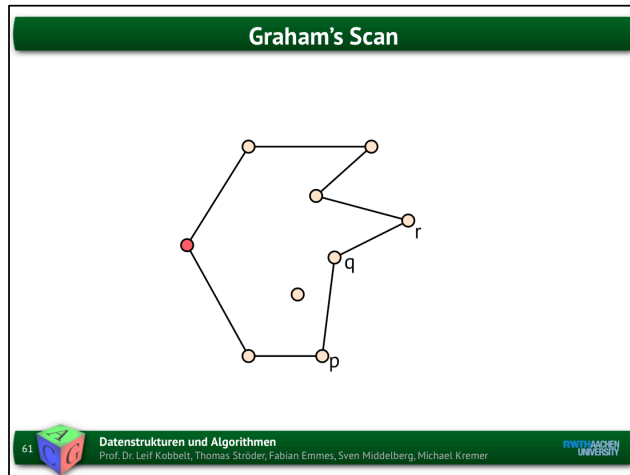 Graham's Scan
r
q
p
61
A
C
G
Datenstrukturen und Algorithmen
Prof. Dr. Leif Kobbelt, Thomas Ströder, Fabian Emmes, Sven Middelberg, Michael Kremer
RWTHAACHEN
UNIVERSITY